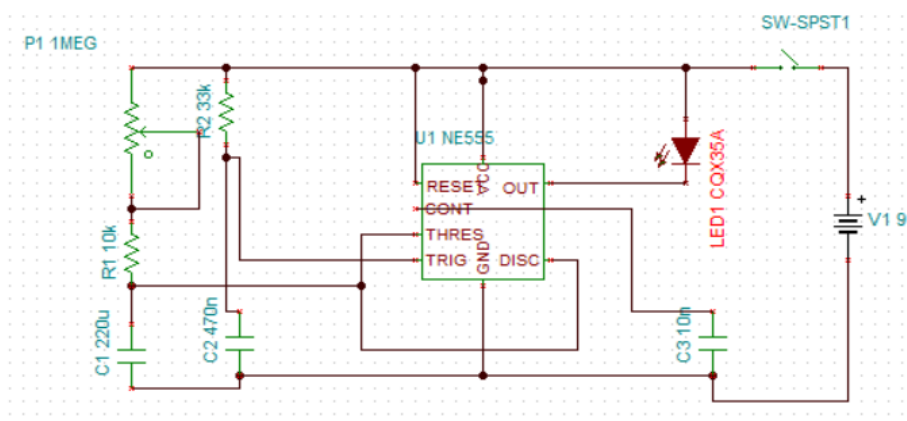 SW-SPST1
P1 1MEG
R2 33k
U1 NE555
VCC
RESET
OUT
CONT
THRES
TRIG
GND
DISC
LED1 CQX35A
+
V1 9
R1 10k
C1 220u
C2 470n
C3 10n